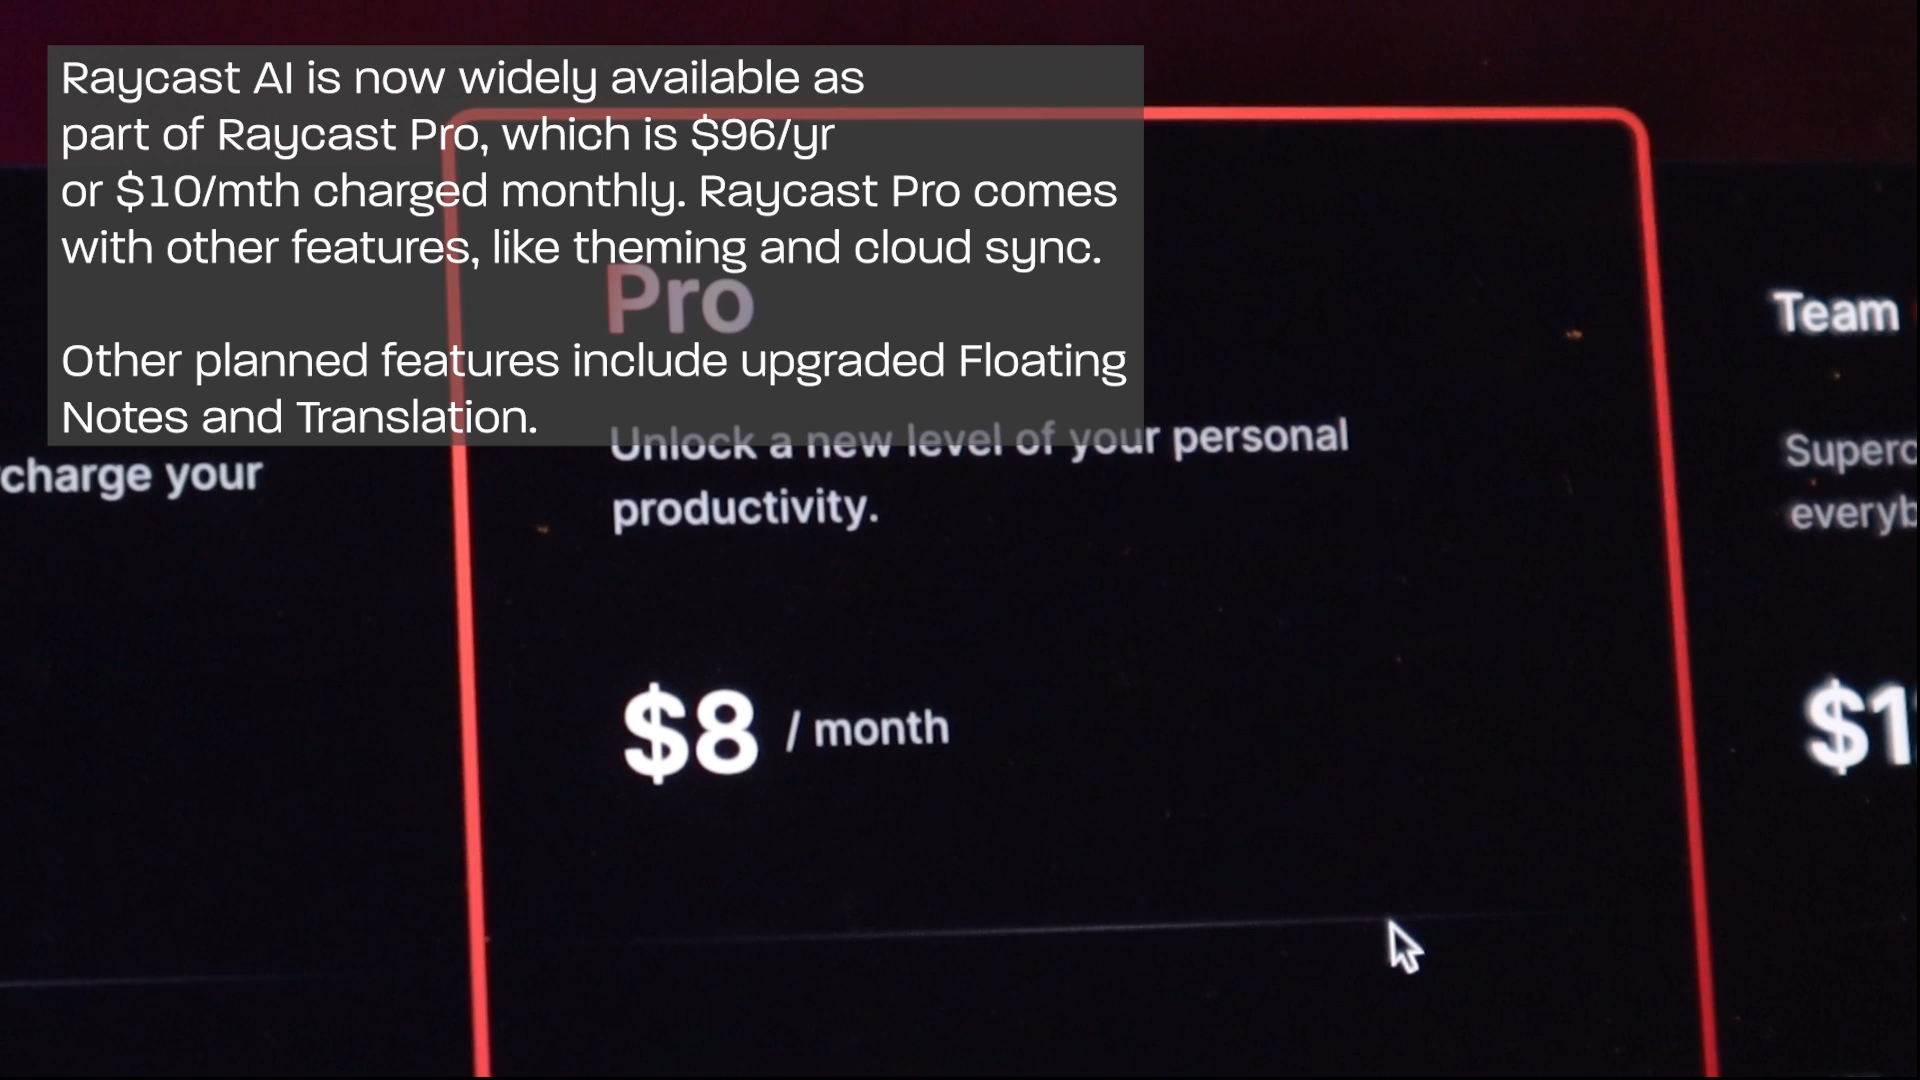 Raycast AI is now widely available as
part of Raycast Pro, which is $96/yr
or $10/mth charged monthly. Raycast Pro comes
with other features, like theming and cloud sync.
Other planned features include upgraded Floating
Notes and Translation.
your
Pro
Unlock a new level of your personal
productivity.
$8 / month
Team